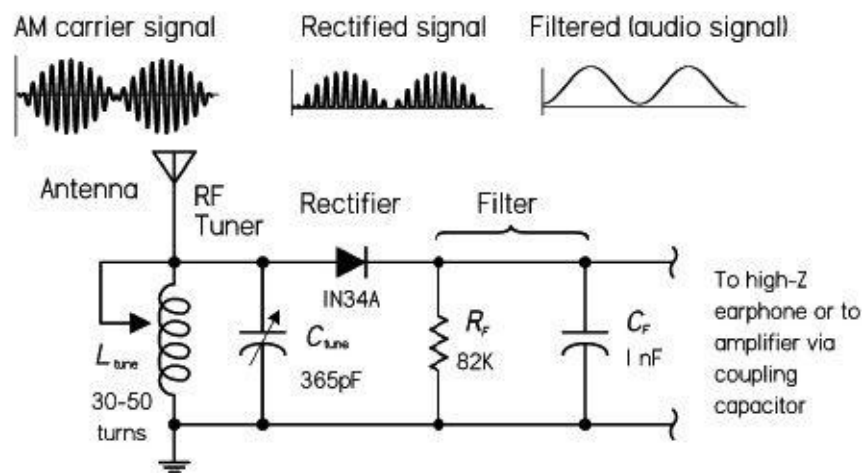 AM carrier signal
Rectified signal
Filtered (audio signal)
Antenna
RF
Tuner
Rectifier
Filter
IN34A
L tune
30-50
turns
C tune
365pF
R F
82K
C F
1 nF
To high-Z
earphone or to
amplifier via
coupling
capacitor